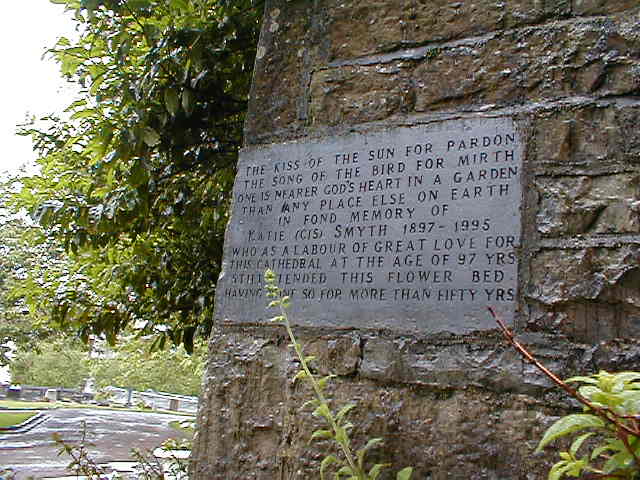 THE KISS OF THE SUN FOR PARDON
THE SONG OF THE BIRD FOR MIRTH
ONE IS NEARER GOD'S HEART IN A GARDEN
THAN ANY PLACE ELSE ON EARTH
IN FOND MEMORY OF
KATIE (CIS) SMYTH 1897-1995
WHO AS A LABOUR OF GREAT LOVE FOR
THIS CATHEDRAL AT THE AGE OF 97 YRS
STILL TENDED THIS FLOWER BED
HAVING DONE SO FOR MORE THAN FIFTY YRS